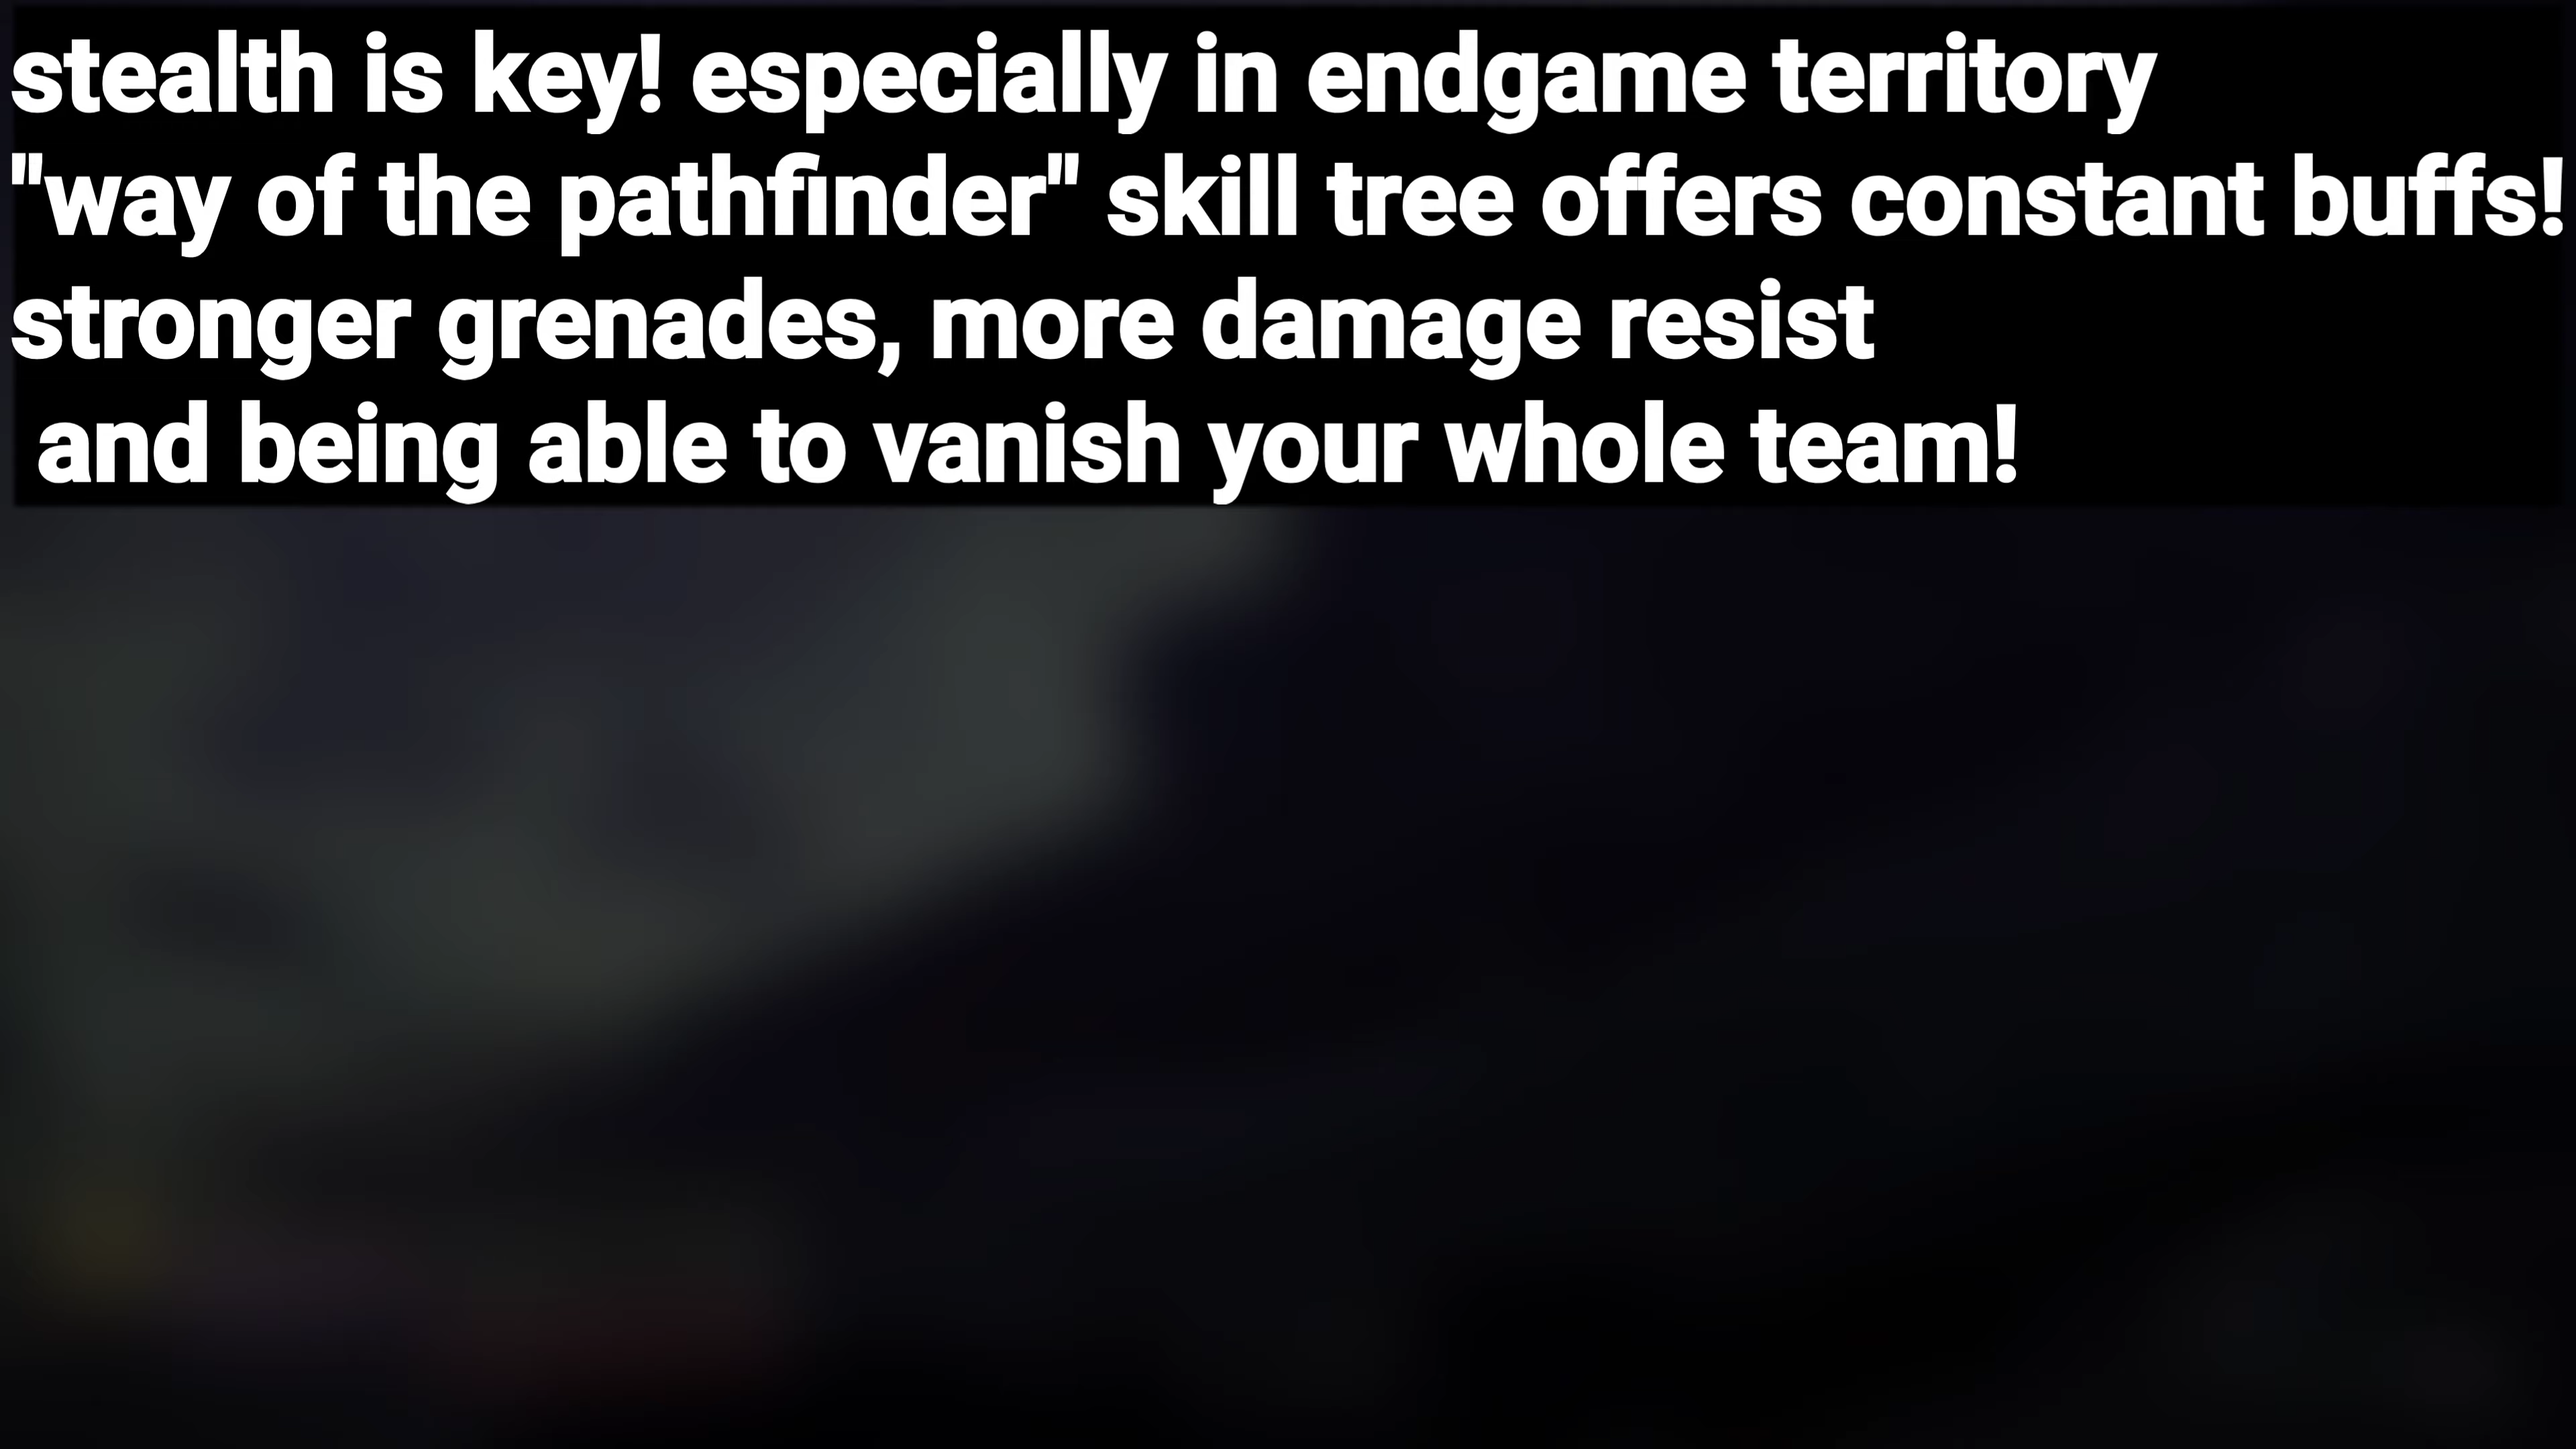 stealth is key! especially in endgame territory
"way of the pathfinder" skill tree offers constant buffs!
stronger grenades, more damage resist
and being able to vanish your whole team!